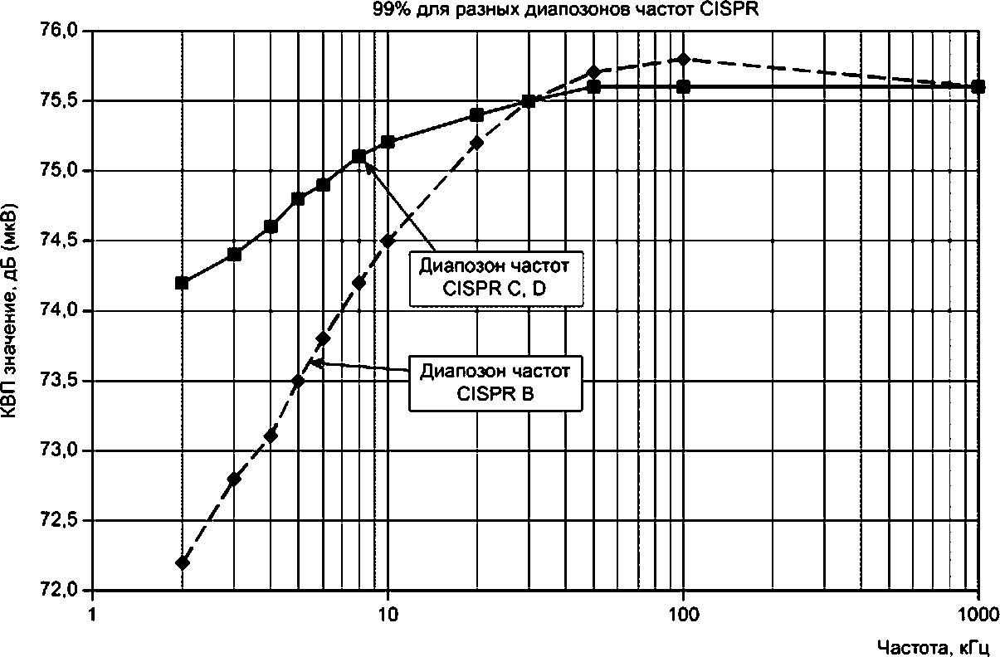 99% для разных диапозонов частот CISPR
76,0
75,5
75,0
74,5
74,0
73,5
73,0
72,5
72,0
КВП значение, дБ (мкВ)
Диапозон частот
CISPR C, D
Диапозон частот
CISPR B
1
10
100
1000
Частота, кГц